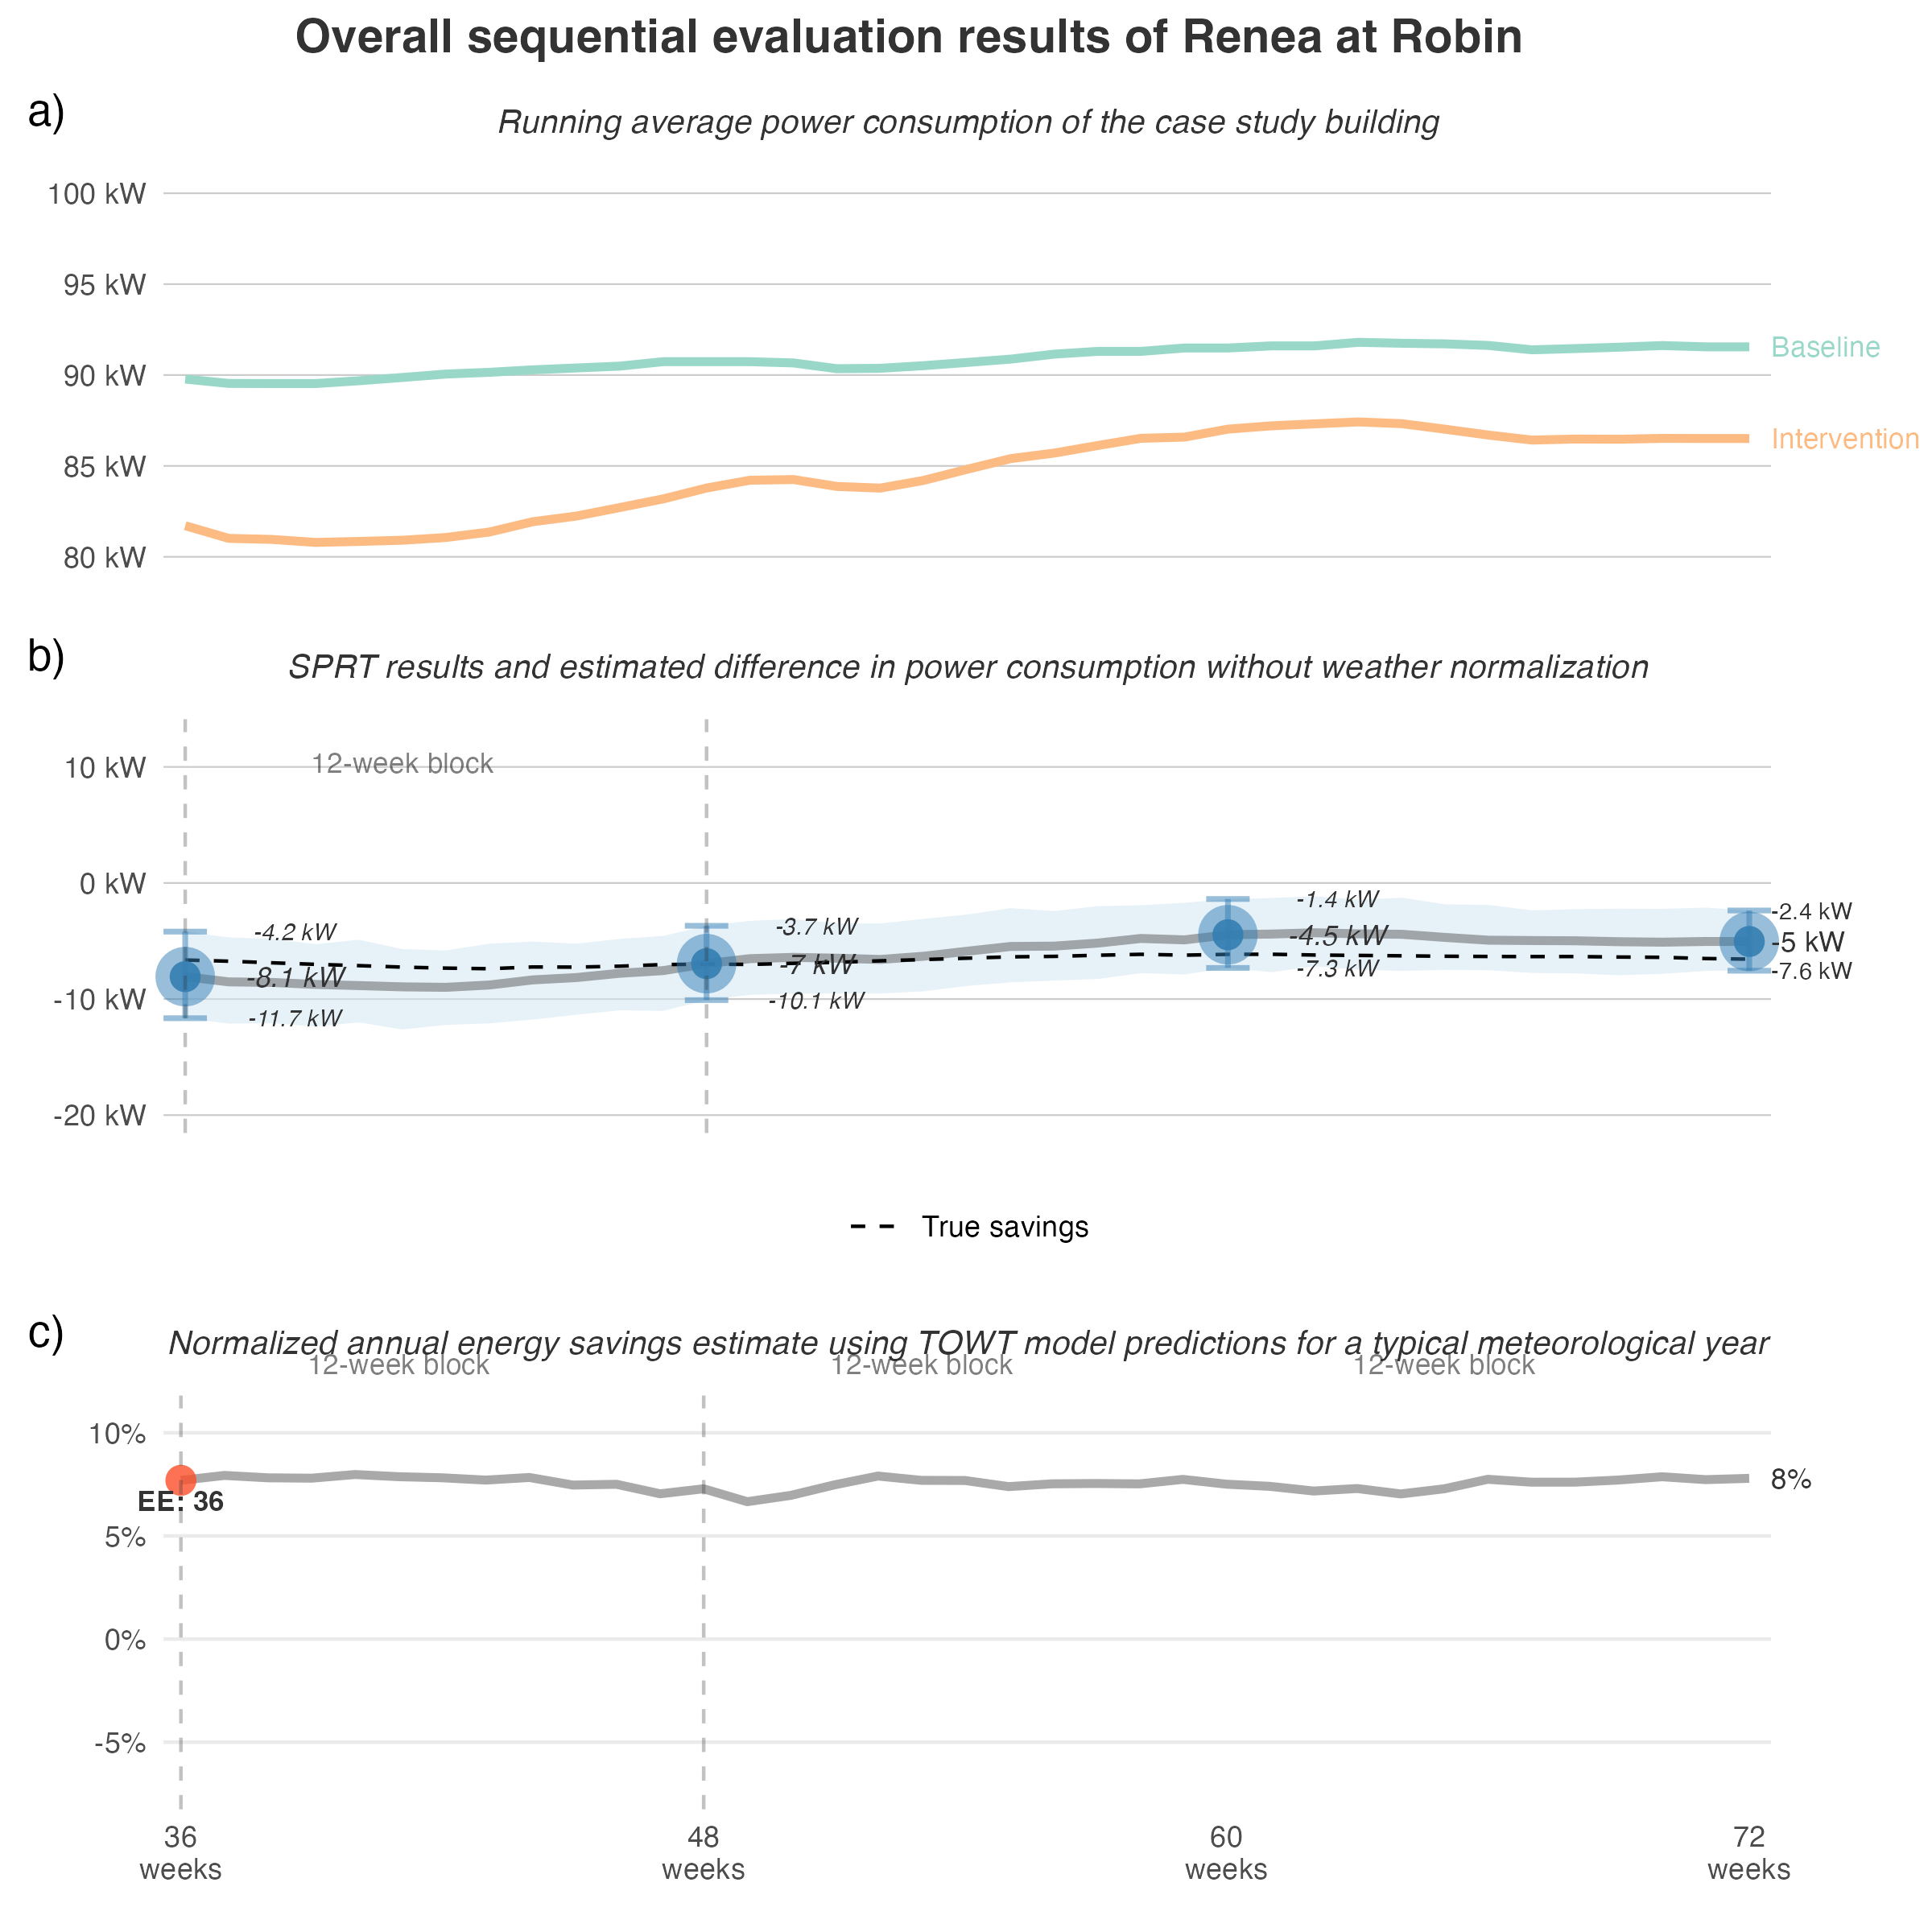 Overall sequential evaluation results of Renea at Robin
a)
Running average power consumption of the case study building
100 kW
95 kW
90 kW
85 kW
80 kW
Baseline
Intervention
b)
SPRT results and estimated difference in power consumption without weather normalization
12-week block
10 kW
0 kW
-10 kW
-20 kW
-4.2 kW
-8.1 kW
-11.7 kW
-3.7 kW
-7 kW
-10.1 kW
-1.4 kW
-4.5 kW
-7.3 kW
-2.4 kW
-5 kW
-7.6 kW
True savings
c)
Normalized annual energy savings estimate using TOWT model predictions for a typical meteorological year
12-week block
12-week block
12-week block
10%
5%
0%
-5%
EE: 36
8%
36
weeks
48
weeks
60
weeks
72
weeks